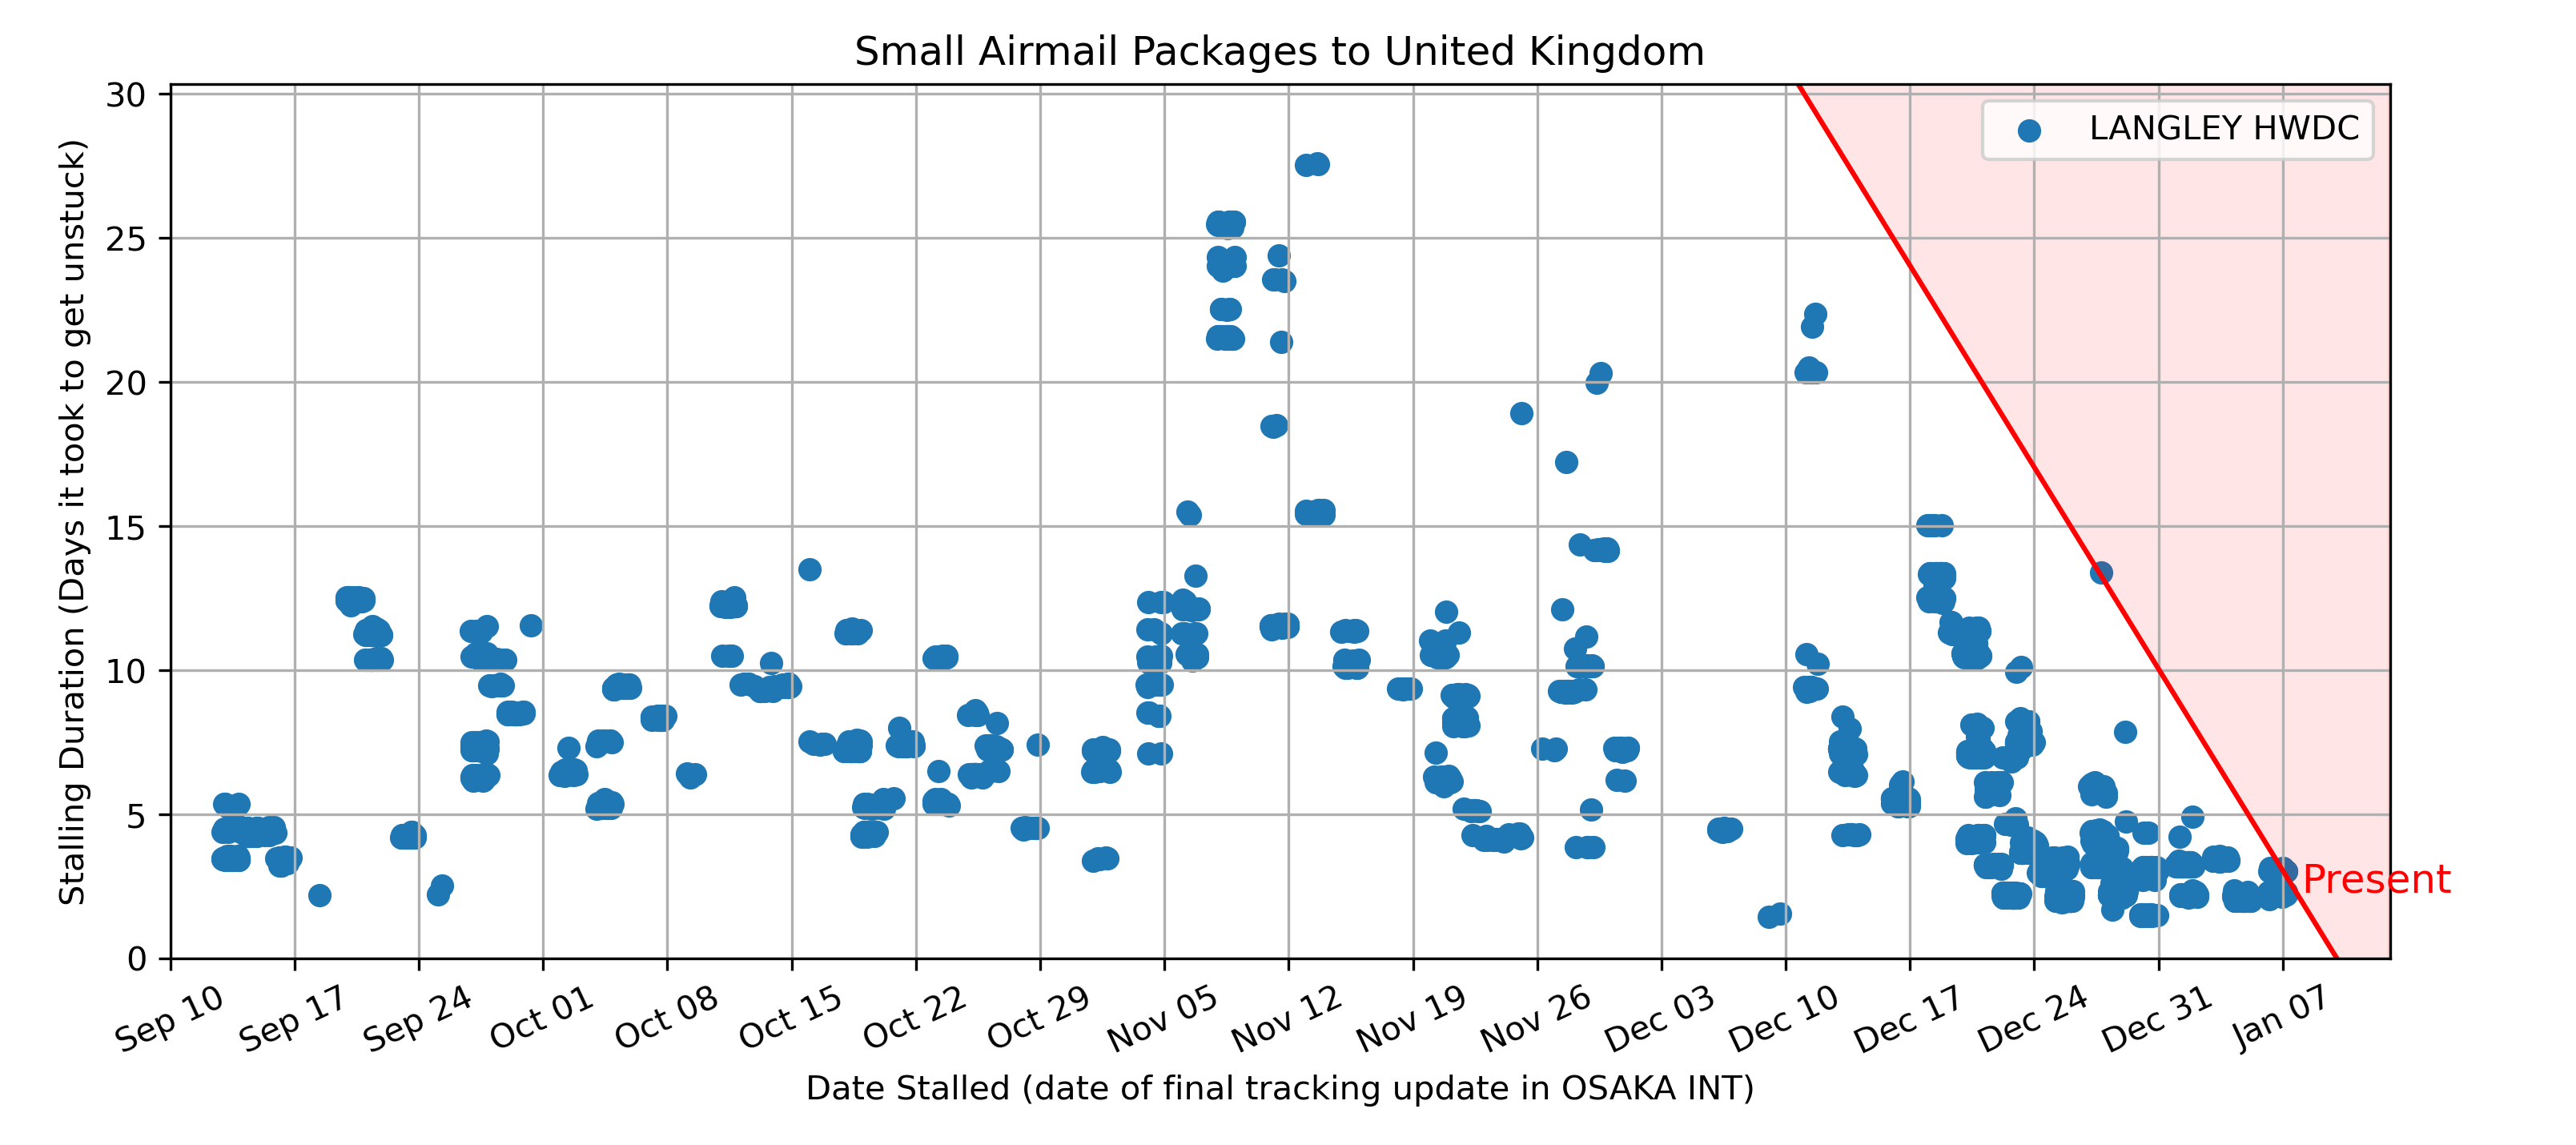 Small Airmail Packages to United Kingdom
LANGLEY HWDC
Stalling Duration (Days it took to get unstuck)
30
25
20
15
10
5
0
Present
Sep 10
Sep 17
Sep 24
Oct 01
Oct 08
Oct 15
Oct 22
Oct 29
Nov 05
Nov 12
Nov 19
Nov 26
Dec 03
Dec 10
Dec 17
Dec 24
Dec 31
Jan 07
Date Stalled (date of final tracking update in OSAKA INT)